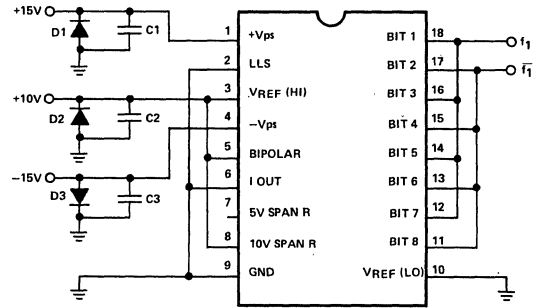 +15V
D1
C1
+10V
D2
C2
−15V
D3
C3
1 +Vps
2 LLS
3 VREF (HI)
4 −Vps
5 BIPOLAR
6 I OUT
7 5V SPAN R
8 10V SPAN R
9 GND
BIT 1 18
BIT 2 17
BIT 3 16
BIT 4 15
BIT 5 14
BIT 6 13
BIT 7 12
BIT 8 11
VREF (LO) 10
f1
f1